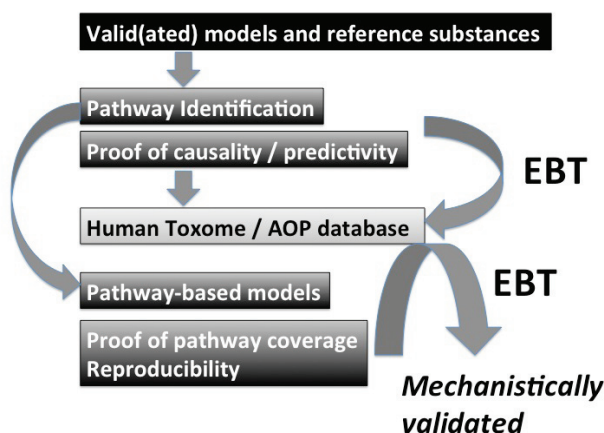 Valid(ated) models and reference substances
Pathway Identification
Proof of causality / predictivity
EBT
Human Toxome / AOP database
EBT
Pathway-based models
Proof of pathway coverage
Reproducibility
Mechanistically
validated